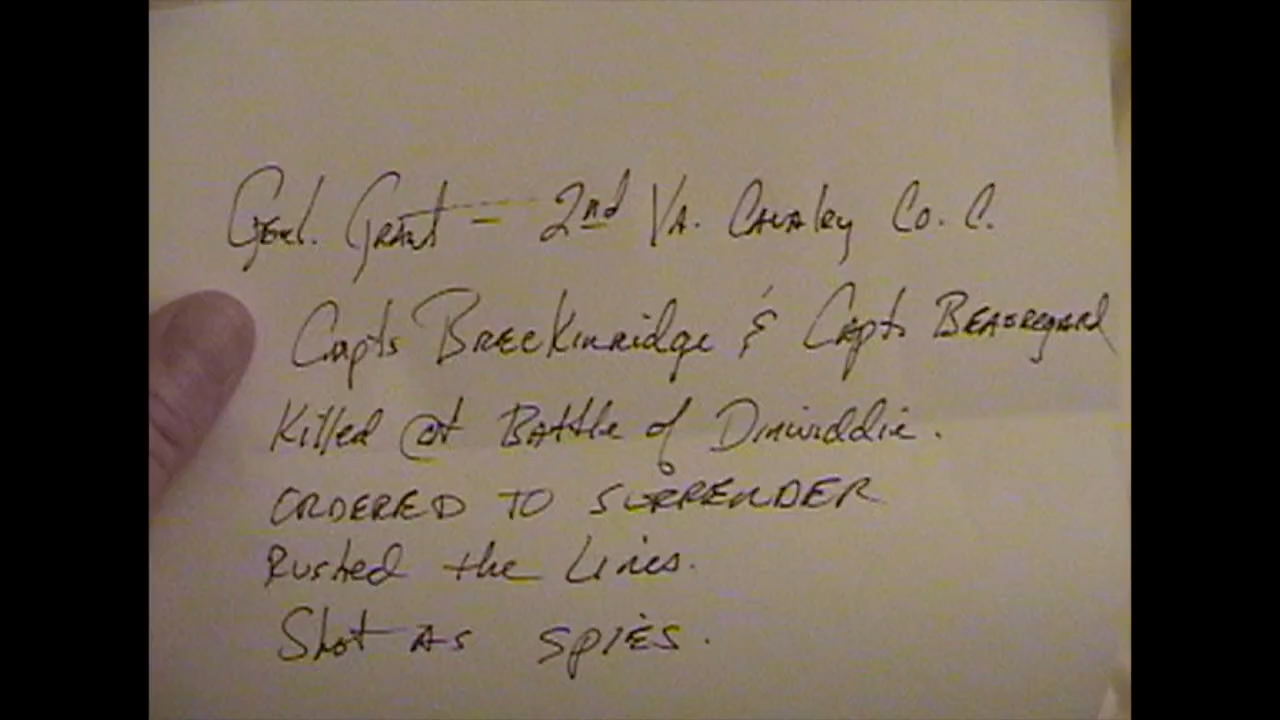 Genl. Grant - 2nd Va. Cavalry Co. C.
Capts Breckinridge & Capt. Beauregard
Killed @t Battle of Dinwiddie.
ORDERED TO SURRENDER
Rushed the Lines.
Shot As spies.